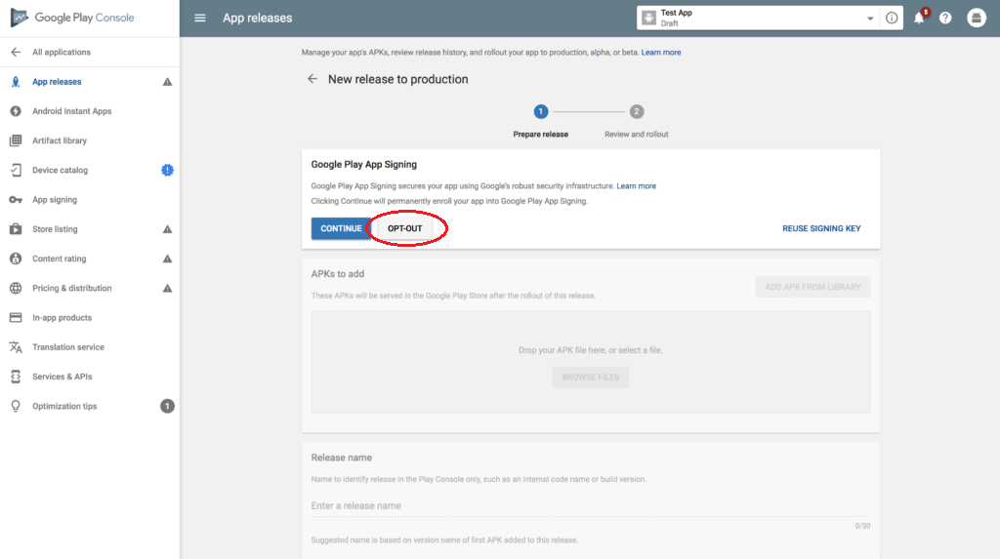 Google Play Console
App releases
Test App
Draft
5
All applications
App releases
Android Instant Apps
Artifact library
Device catalog
App signing
Store listing
Content rating
Pricing & distribution
In-app products
Translation service
Services & APIs
Optimization tips
1
Manage your app's APKs, review release history, and rollout your app to production, alpha, or beta. Learn more
New release to production
1
2
Prepare release
Review and rollout
Google Play App Signing
Google Play App Signing secures your app using Google's robust security infrastructure. Learn more
Clicking Continue will permanently enroll your app into Google Play App Signing.
CONTINUE
OPT-OUT
REUSE SIGNING KEY
APKs to add
These APKs will be served in the Google Play Store after the rollout of this release.
ADD APK FROM LIBRARY
Drop your APK file here, or select a file.
BROWSE FILES
Release name
Name to identify release in the Play Console only, such as an internal code name or build version.
Enter a release name
0/50
Suggested name is based on version name of first APK added to this release.